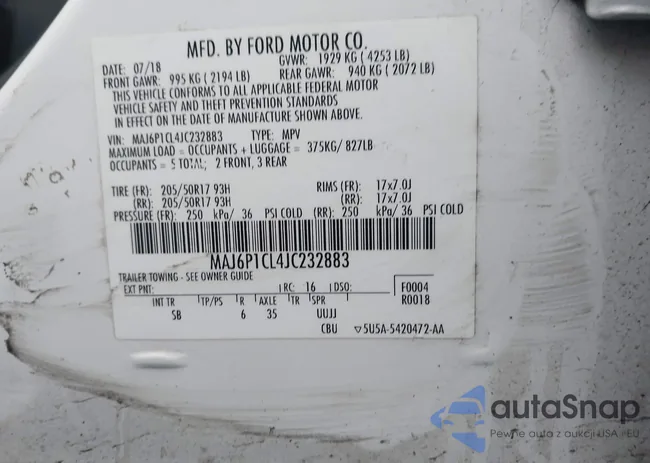 MFD. BY FORD MOTOR CO.
DATE: 07/18 GVWR: 1929 KG ( 4253 LB)
FRONT GAWR: 995 KG ( 2194 LB) REAR GAWR: 940 KG ( 2072 LB)
THIS VEHICLE CONFORMS TO ALL APPLICABLE FEDERAL MOTOR
VEHICLE SAFETY AND THEFT PREVENTION STANDARDS
IN EFFECT ON THE DATE OF MANUFACTURE SHOWN ABOVE.
VIN: MAJ6P1CL4JC232883 TYPE: MPV
MAXIMUM LOAD = OCCUPANTS + LUGGAGE = 375KG/ 827LB
OCCUPANTS = 5 TOTAL; 2 FRONT, 3 REAR
TIRE (FR): 205/50R17 93H RIMS (FR): 17x7.0J
(RR): 205/50R17 93H (RR): 17x7.0J
PRESSURE (FR): 250 kPa/ 36 PSI COLD (RR): 250 kPa/ 36 PSI COLD
MAJ6P1CL4JC232883
TRAILER TOWING - SEE OWNER GUIDE
EXT PNT: RC: 16 DSO: F0004
INT TR TP/PS R AXLE TR SPR R0018
SB 6 35 UUJJ
CBU ▽5U5A-5420472-AA
autoSnap
Pewne auta z aukcji USA i EU